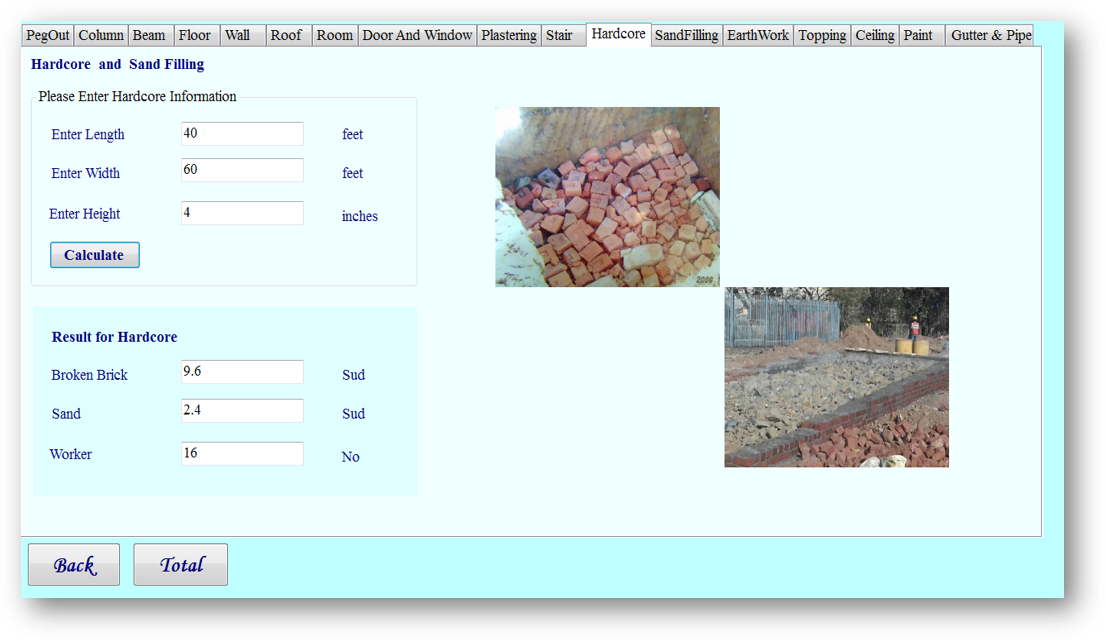 PegOut Column Beam Floor Wall Roof Room Door And Window Plastering Stair Hardcore SandFilling EarthWork Topping Ceiling Paint Gutter & Pipe
Hardcore and Sand Filling
Please Enter Hardcore Information
Enter Length 40 feet
Enter Width 60 feet
Enter Height 4 inches
Calculate
Result for Hardcore
Broken Brick 9.6 Sud
Sand 2.4 Sud
Worker 16 No
Back Total